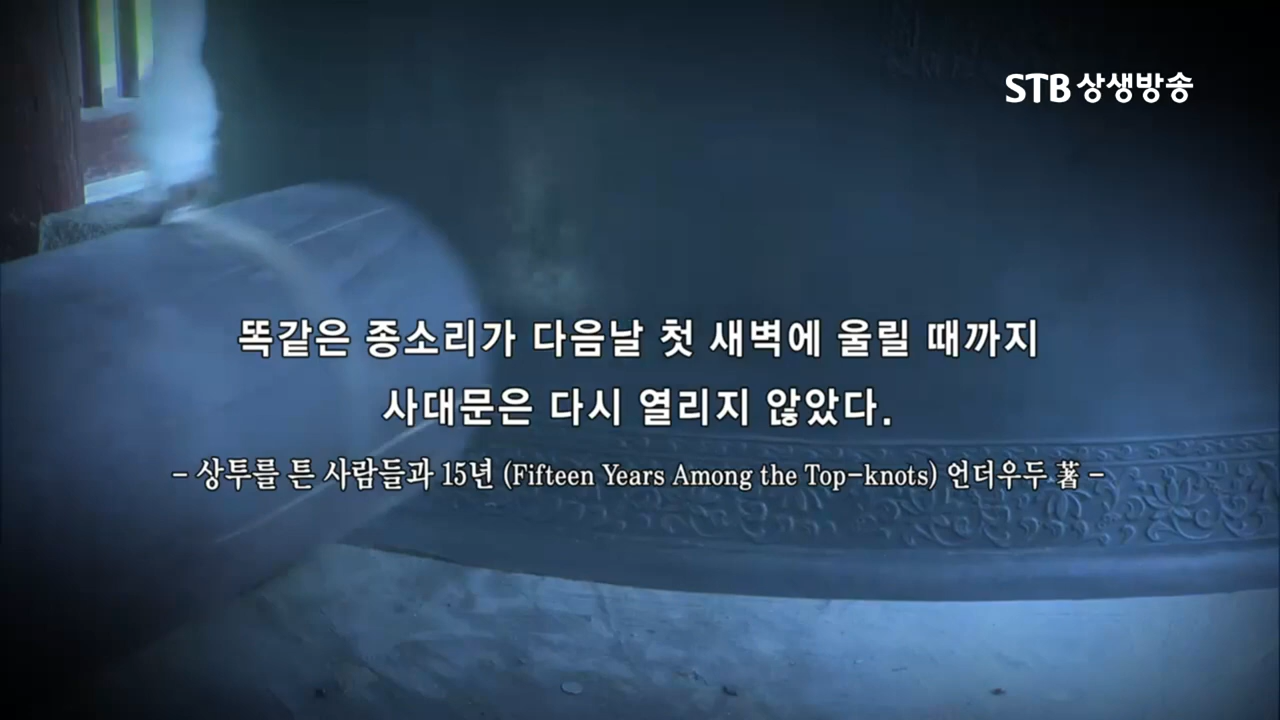 STB 상생방송
똑같은 종소리가 다음날 첫 새벽에 울릴 때까지
사대문은 다시 열리지 않았다.
- 상투를 튼 사람들과 15년 (Fifteen Years Among the Top-knots) 언더우두 著 -